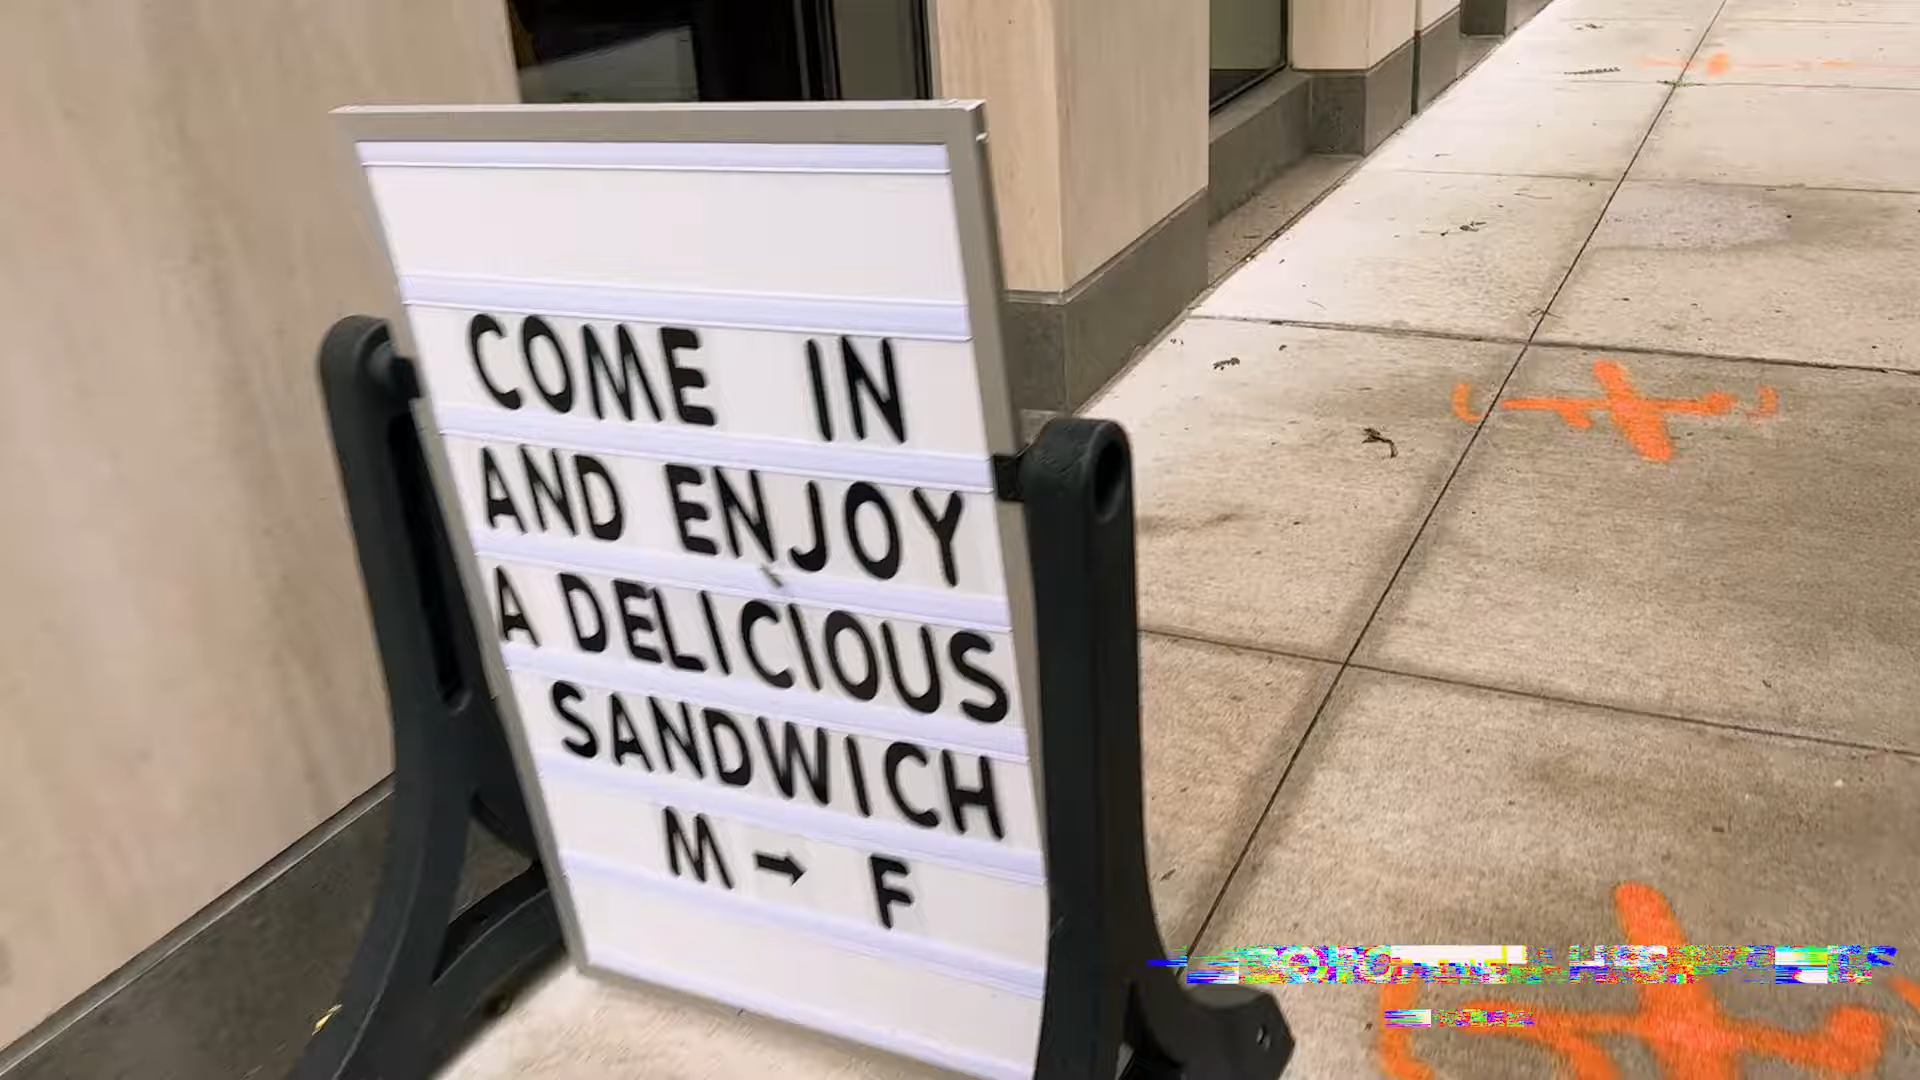 COME IN
AND ENJOY
A DELICIOUS
SANDWICH
M → F